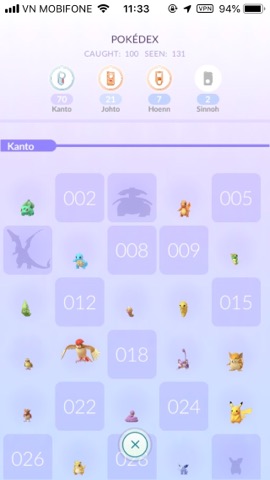 VN MOBIFONE 11:33 VPN 94%
POKÉDEX
CAUGHT: 100 SEEN: 131
70 21 7 2
Kanto Johto Hoenn Sinnoh
Kanto
002 005
008 009
012 015
018
022 024
026 028